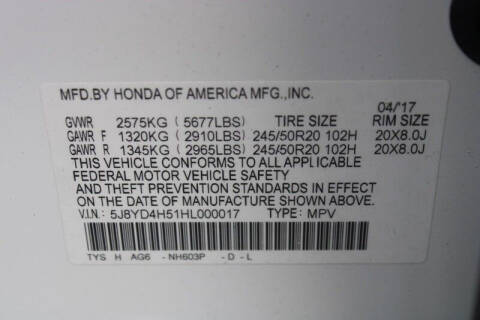 MFD.BY HONDA OF AMERICA MFG.,INC.
04/'17
GVWR 2575KG ( 5677LBS) TIRE SIZE RIM SIZE
GAWR F 1320KG ( 2910LBS) 245/50R20 102H 20X8.0J
GAWR R 1345KG ( 2965LBS) 245/50R20 102H 20X8.0J
THIS VEHICLE CONFORMS TO ALL APPLICABLE
FEDERAL MOTOR VEHICLE SAFETY
AND THEFT PREVENTION STANDARDS IN EFFECT
ON THE DATE OF MANUFACTURE SHOWN ABOVE.
V.I.N: 5J8YD4H51HL000017 TYPE: MPV
TYS H AG6 - NH603P - D - L